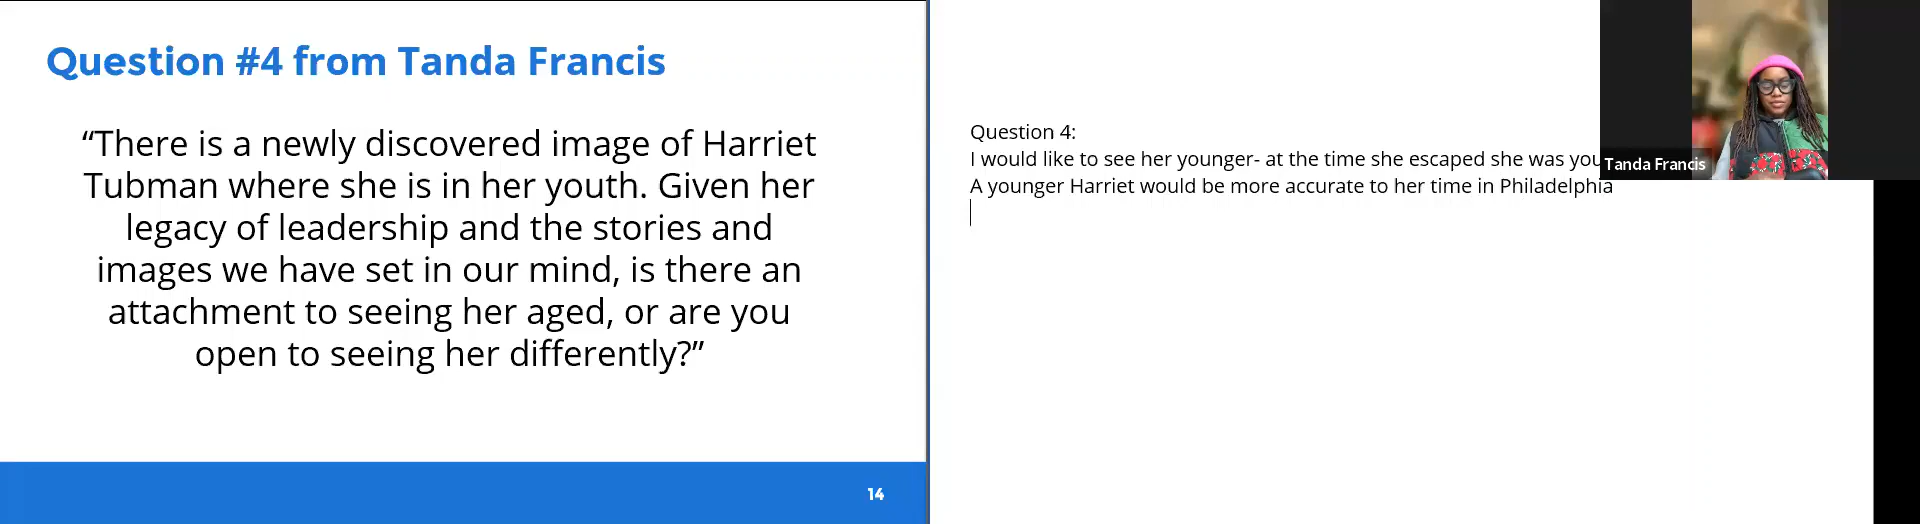 Question #4 from Tanda Francis
“There is a newly discovered image of Harriet
Tubman where she is in her youth. Given her
legacy of leadership and the stories and
images we have set in our mind, is there an
attachment to seeing her aged, or are you
open to seeing her differently?”
14
Question 4:
I would like to see her younger- at the time she escaped she was you
A younger Harriet would be more accurate to her time in Philadelphia
Tanda Francis